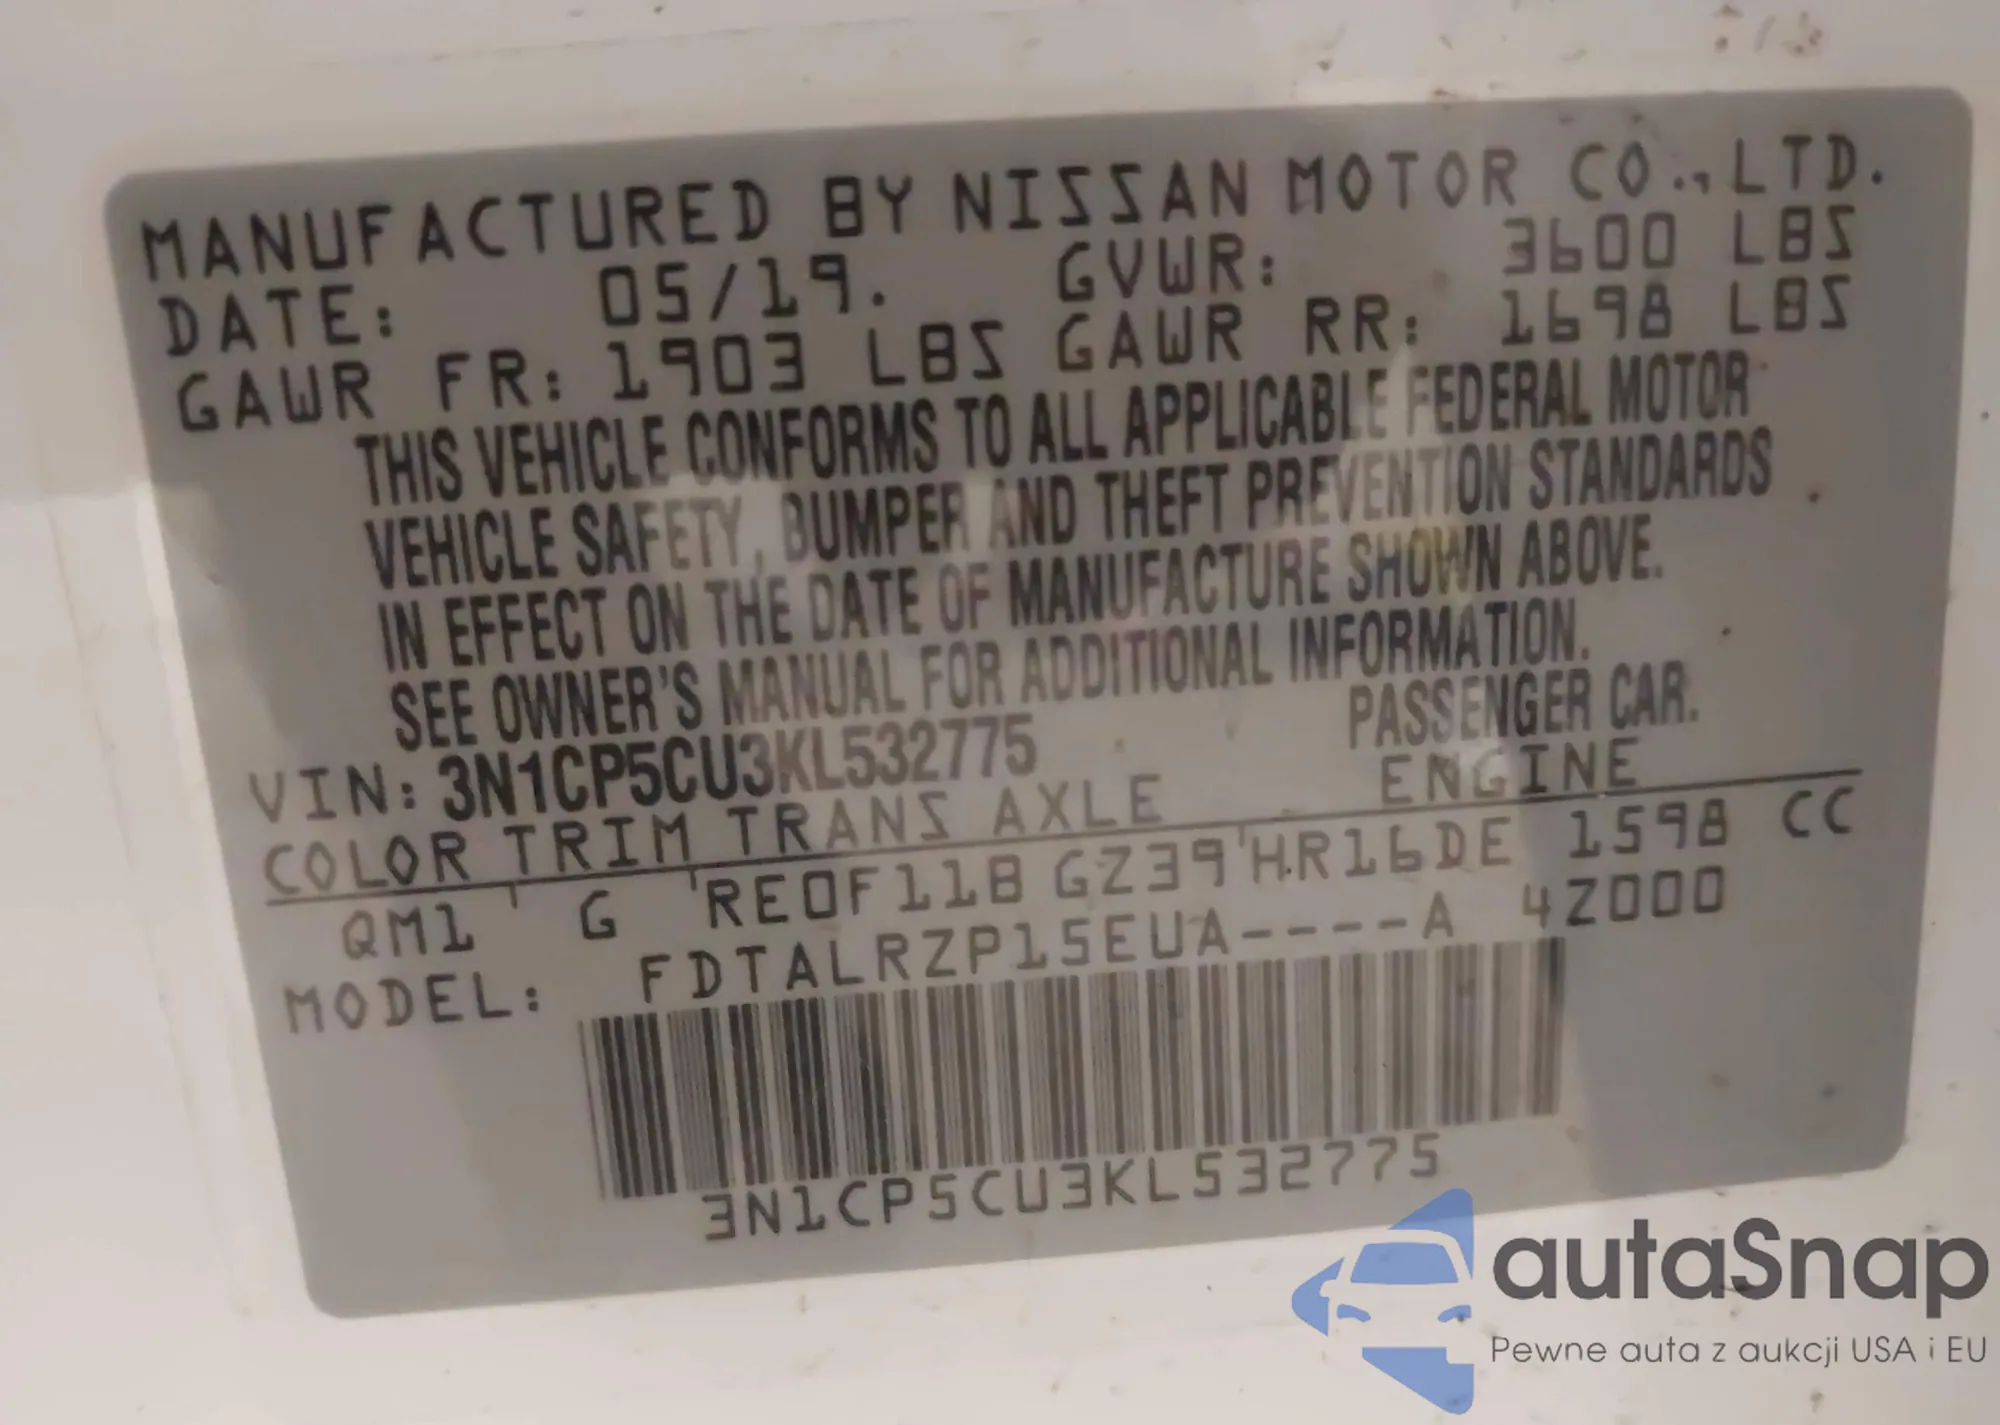 MANUFACTURED BY NISSAN MOTOR CO.,LTD.
DATE: 05/19. GVWR: 3600 LBS
GAWR FR: 1903 LBS GAWR RR: 1698 LBS
THIS VEHICLE CONFORMS TO ALL APPLICABLE FEDERAL MOTOR
VEHICLE SAFETY, BUMPER AND THEFT PREVENTION STANDARDS
IN EFFECT ON THE DATE OF MANUFACTURE SHOWN ABOVE.
SEE OWNER'S MANUAL FOR ADDITIONAL INFORMATION.
PASSENGER CAR.
VIN: 3N1CP5CU3KL532775
COLOR TRIM TRANS AXLE ENGINE
QM1 ' G 'RE0F11B GZ39'HR16DE 1598 CC
MODEL: FDTALRZP15EUA----A 4Z000
3N1CP5CU3KL532775
autaSnap
Pewne auta z aukcji USA i EU